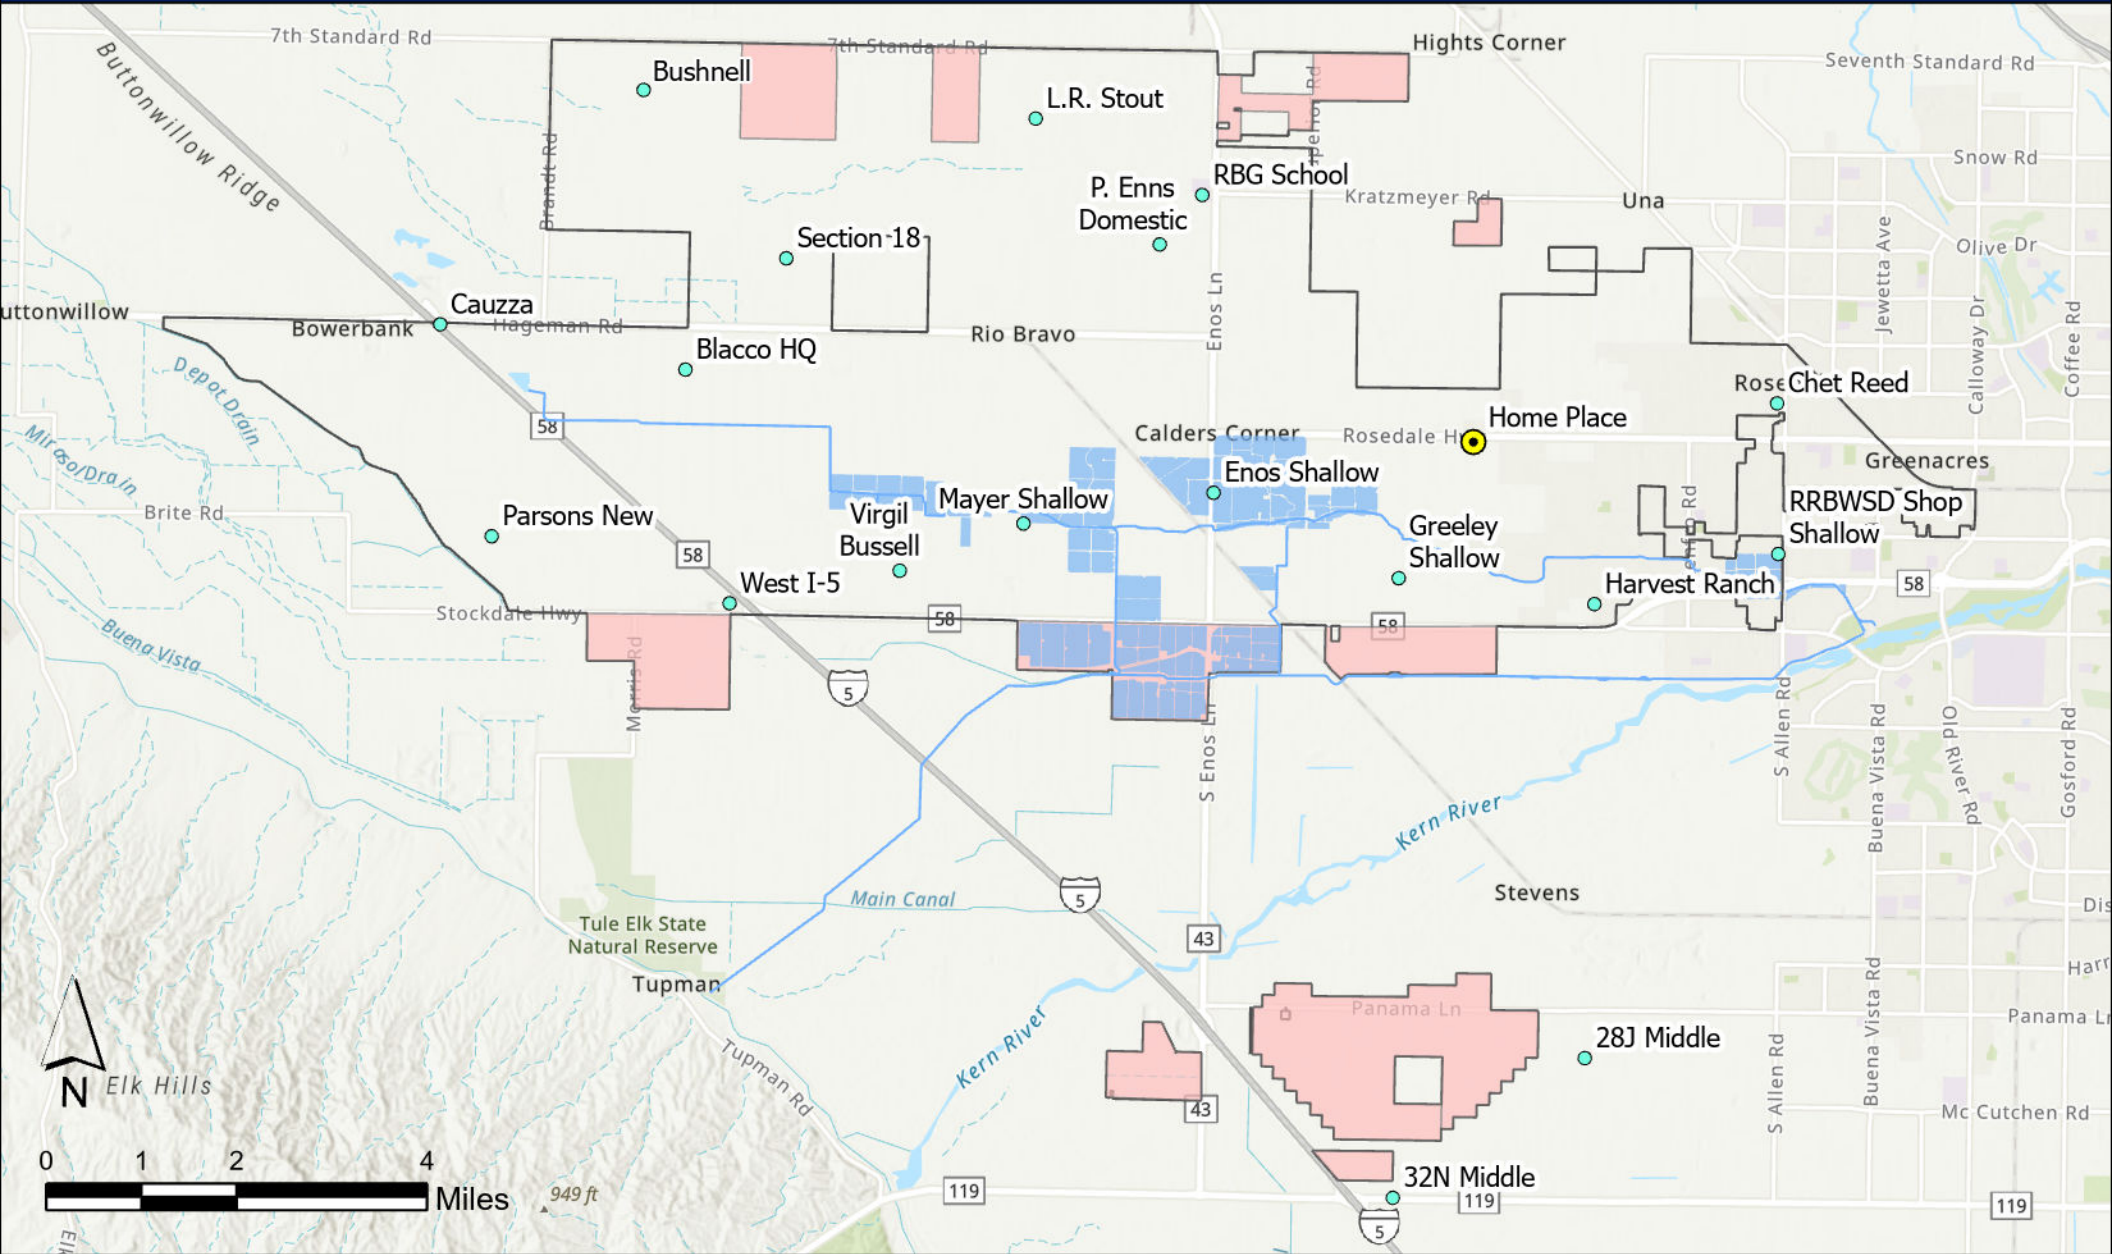 7th Standard Rd
7th Standard Rd
Hights Corner
Seventh Standard Rd
Buttonwillow Ridge
Bushnell
L.R. Stout
Brandt Rd
Snow Rd
RBG School
P. Enns
Domestic
Kratzmeyer Rd
Una
Jewetta Ave
Olive Dr
Section 18
Enos Ln
Calloway Dr
Coffee Rd
uttonwillow
Cauzza
Bowerbank
Hageman Rd
Rio Bravo
Blacco HQ
Depot Drain
Rose
Chet Reed
Home Place
58
Calders Corner
Rosedale H
Greenacres
Enos Shallow
Mayer Shallow
RRBWSD Shop
Shallow
Brite Rd
Parsons New
Virgil
Bussell
Greeley
Shallow
58
West I-5
Harvest Ranch
58
Stockdale Hwy
58
58
Buena Vista
Morris Rd
5
S Enos Ln
S Allen Rd
Buena Vista Rd
Old River Rd
Gosford Rd
Kern River
Main Canal
5
Stevens
Dis
Tule Elk State
Natural Reserve
43
Tupman
Harr
Panama Ln
Panama Ln
28J Middle
Kern River
Tupman Rd
S Allen Rd
Buena Vista Rd
N
Elk Hills
43
Mc Cutchen Rd
0 1 2 4
Miles
949 ft
119
32N Middle
119
119
5
Elk